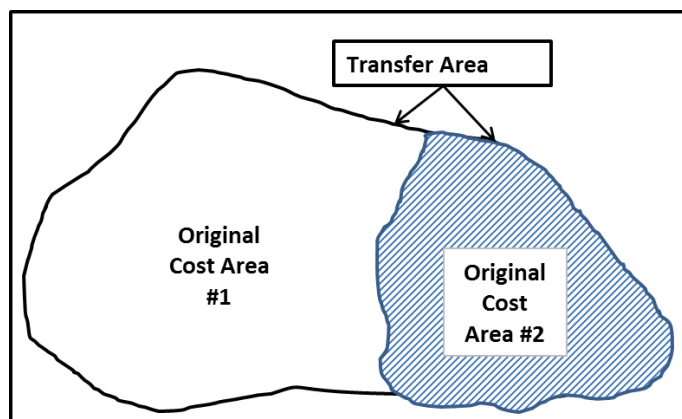 Transfer Area
Original
Cost Area
#1
Original
Cost
Area #2